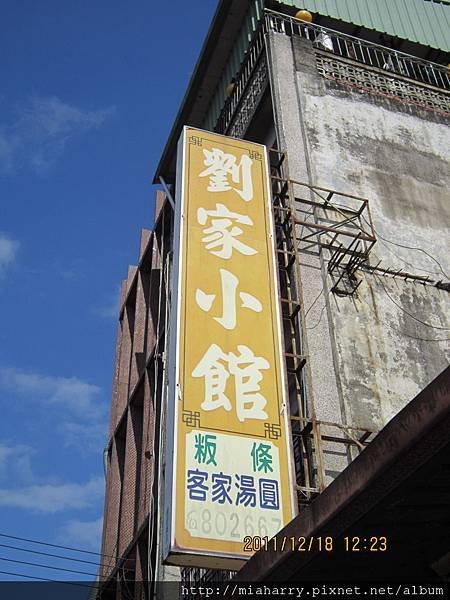 劉家小館
粄條
客家湯圓
802667
2011/12/18 12:23
miaharry.pixnet.net/album